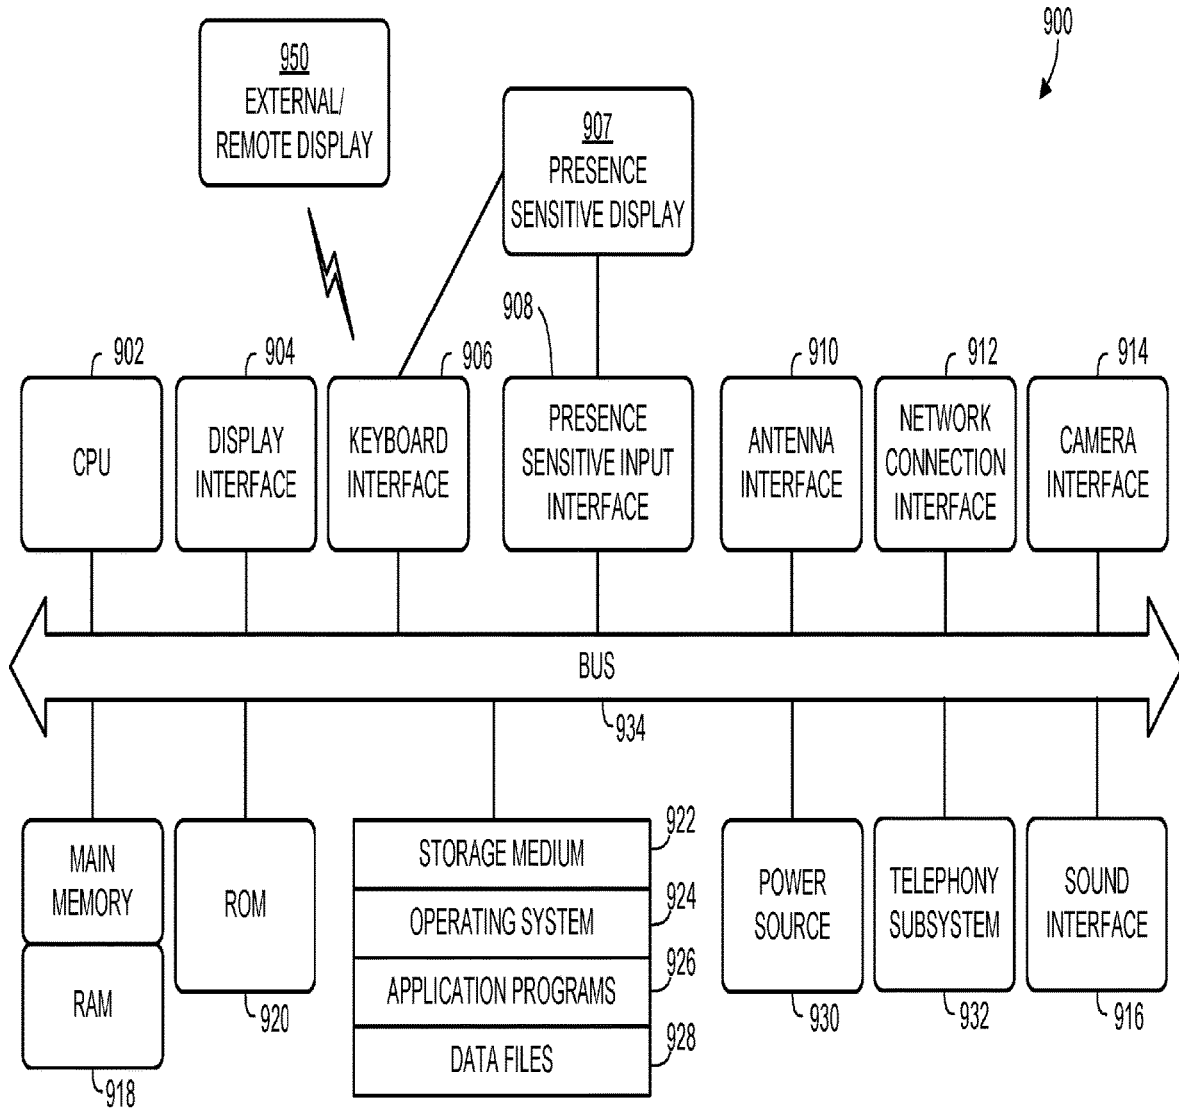 900
950
EXTERNAL/
REMOTE DISPLAY
907
PRESENCE
SENSITIVE DISPLAY
908
902
904
906
910
912
914
CPU
DISPLAY
INTERFACE
KEYBOARD
INTERFACE
PRESENCE
SENSITIVE INPUT
INTERFACE
ANTENNA
INTERFACE
NETWORK
CONNECTION
INTERFACE
CAMERA
INTERFACE
BUS
934
MAIN
MEMORY
RAM
918
ROM
920
STORAGE MEDIUM
922
OPERATING SYSTEM
924
APPLICATION PROGRAMS
926
DATA FILES
928
POWER
SOURCE
930
TELEPHONY
SUBSYSTEM
932
SOUND
INTERFACE
916